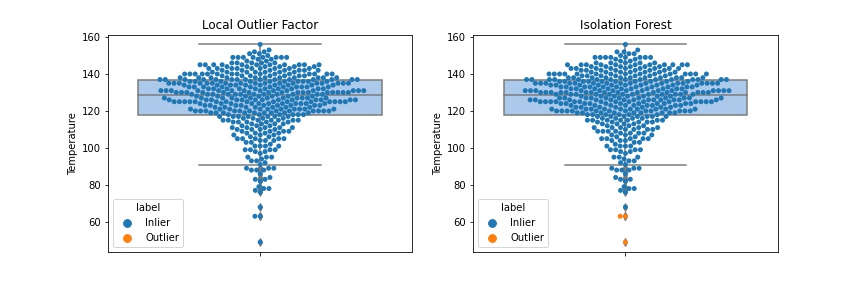 Local Outlier Factor
160
140
120
100
80
60
Temperature
label
Inlier
Outlier
Isolation Forest
160
140
120
100
80
60
Temperature
label
Inlier
Outlier